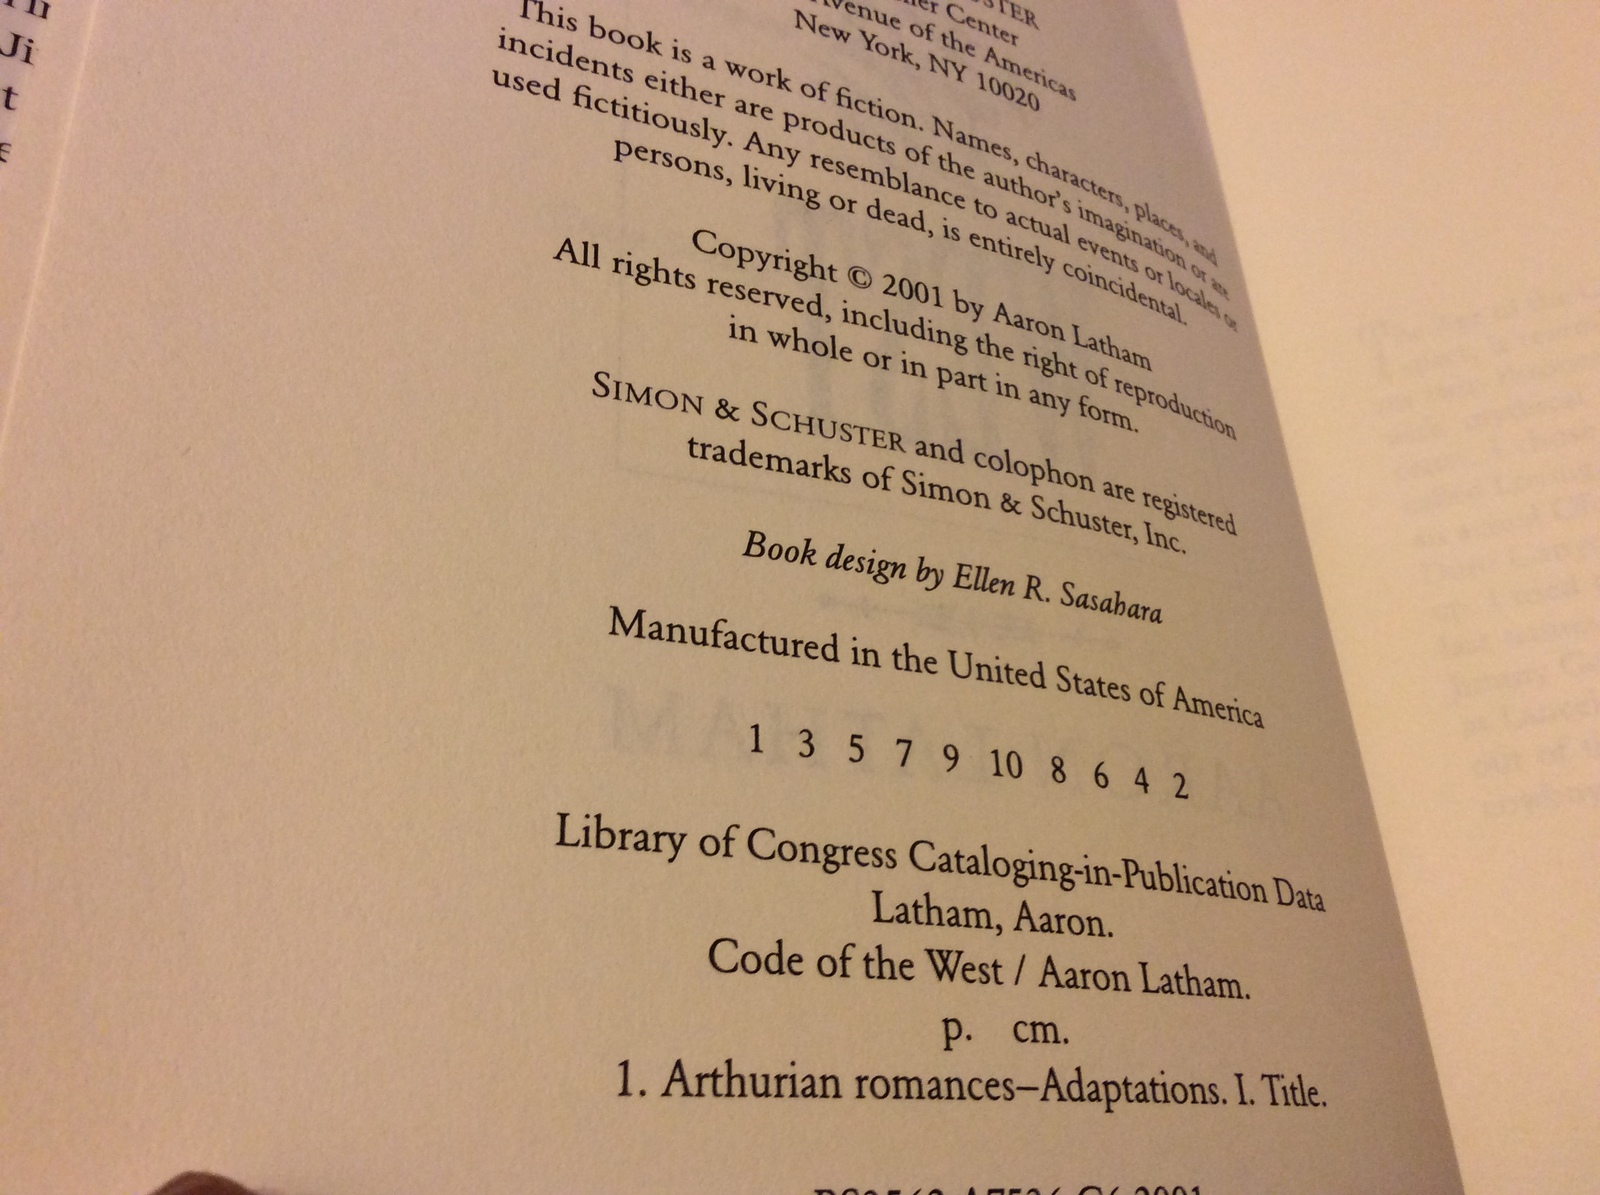 Center
Avenue of the Americas
New York, NY 10020
This book is a work of fiction. Names, characters, places, and
incidents either are products of the author's imagination or are
used fictitiously. Any resemblance to actual events or locales or
persons, living or dead, is entirely coincidental.
Copyright © 2001 by Aaron Latham
All rights reserved, including the right of reproduction
in whole or in part in any form.
SIMON & SCHUSTER and colophon are registered
trademarks of Simon & Schuster, Inc.
Book design by Ellen R. Sasahara
Manufactured in the United States of America
1 3 5 7 9 10 8 6 4 2
Library of Congress Cataloging-in-Publication Data
Latham, Aaron.
Code of the West / Aaron Latham.
p. cm.
1. Arthurian romances—Adaptations. I. Title.